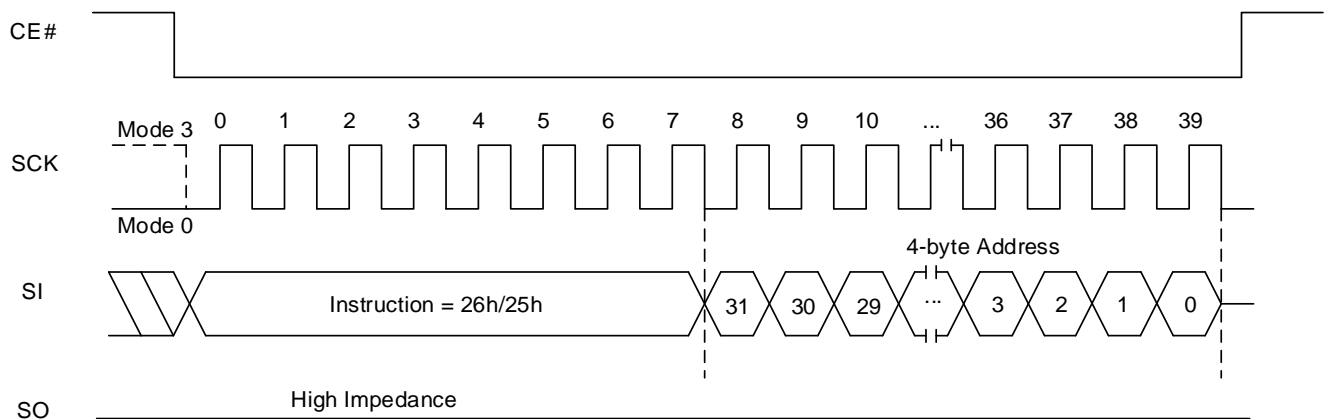 CE#
Mode 3
0 1 2 3 4 5 6 7 8 9 10 ... 36 37 38 39
SCK
Mode 0
4-byte Address
SI
Instruction = 26h/25h
31 30 29 ... 3 2 1 0
High Impedance
SO